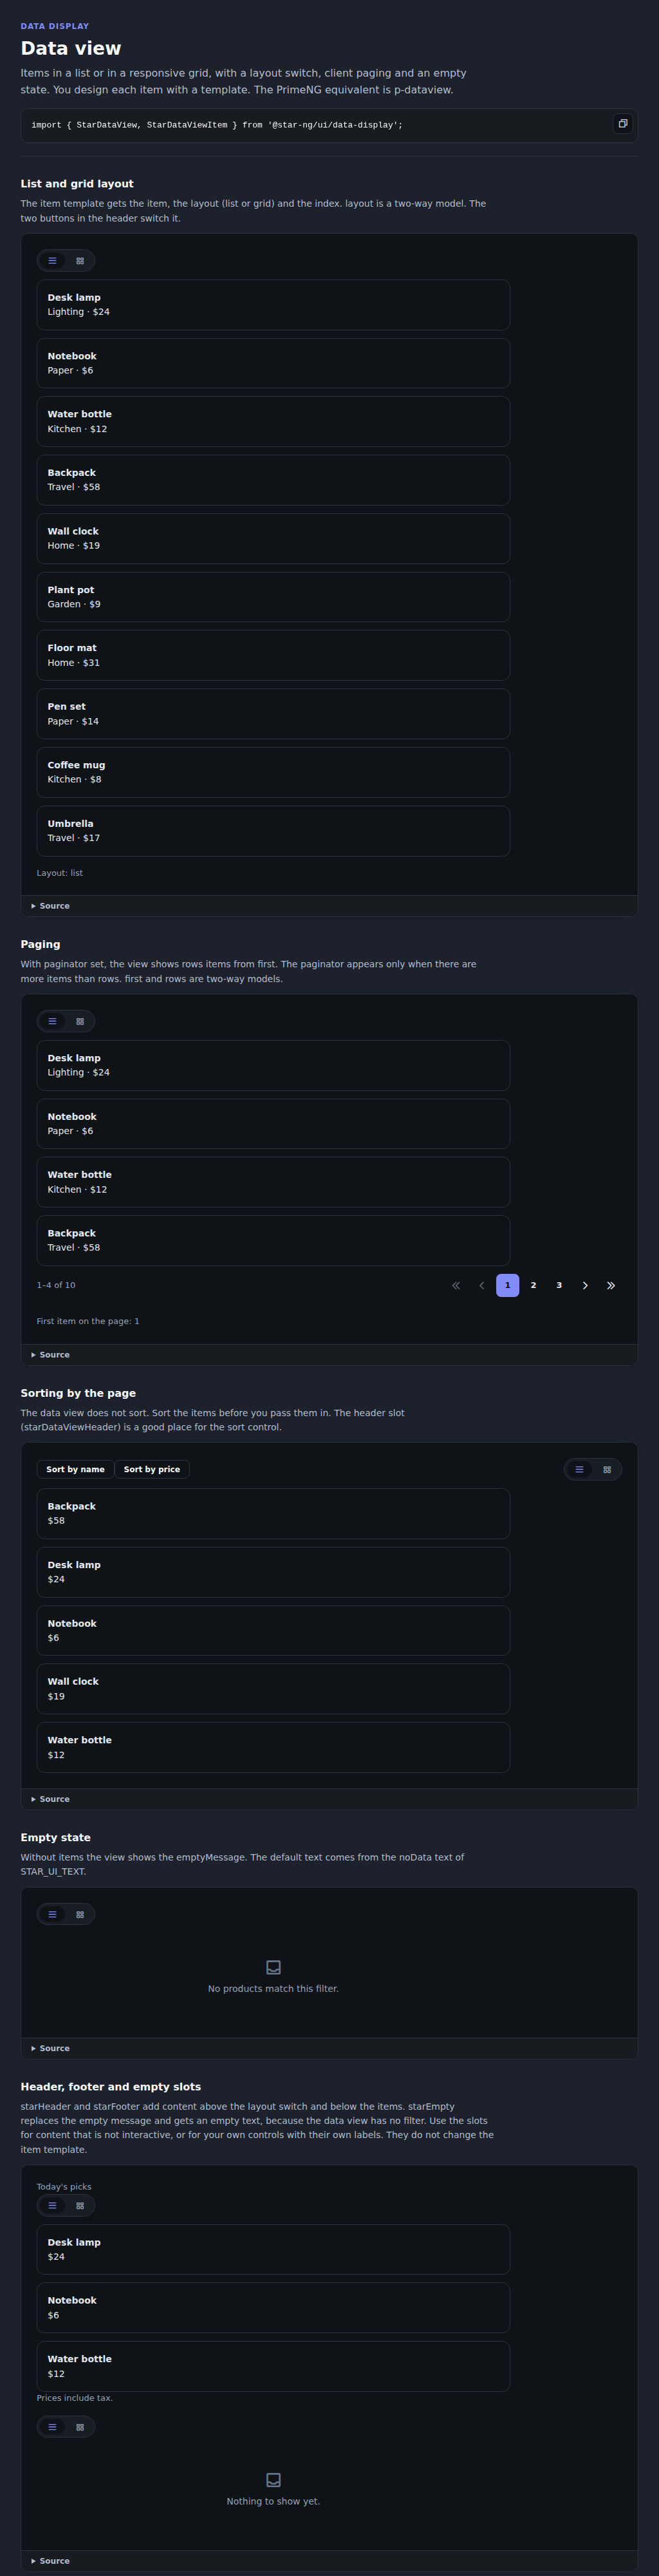 DATA DISPLAY
Data view
Items in a list or in a responsive grid, with a layout switch, client paging and an empty
state. You design each item with a template. The PrimeNG equivalent is p-dataview.
import { StarDataView, StarDataViewItem } from '@star-ng/ui/data-display';
List and grid layout
The item template gets the item, the layout (list or grid) and the index. layout is a two-way model. The
two buttons in the header switch it.
Desk lamp
Lighting · $24
Notebook
Paper · $6
Water bottle
Kitchen · $12
Backpack
Travel · $58
Wall clock
Home · $19
Plant pot
Garden · $9
Floor mat
Home · $31
Pen set
Paper · $14
Coffee mug
Kitchen · $8
Umbrella
Travel · $17
Layout: list
Source
Paging
With paginator set, the view shows rows items from first. The paginator appears only when there are
more items than rows. first and rows are two-way models.
Desk lamp
Lighting · $24
Notebook
Paper · $6
Water bottle
Kitchen · $12
Backpack
Travel · $58
1–4 of 10 1 2 3
First item on the page: 1
Source
Sorting by the page
The data view does not sort. Sort the items before you pass them in. The header slot
(starDataViewHeader) is a good place for the sort control.
Sort by name Sort by price
Backpack
$58
Desk lamp
$24
Notebook
$6
Wall clock
$19
Water bottle
$12
Source
Empty state
Without items the view shows the emptyMessage. The default text comes from the noData text of
STAR_UI_TEXT.
No products match this filter.
Source
Header, footer and empty slots
starHeader and starFooter add content above the layout switch and below the items. starEmpty
replaces the empty message and gets an empty text, because the data view has no filter. Use the slots
for content that is not interactive, or for your own controls with their own labels. They do not change the
item template.
Today's picks
Desk lamp
$24
Notebook
$6
Water bottle
$12
Prices include tax.
Nothing to show yet.
Source